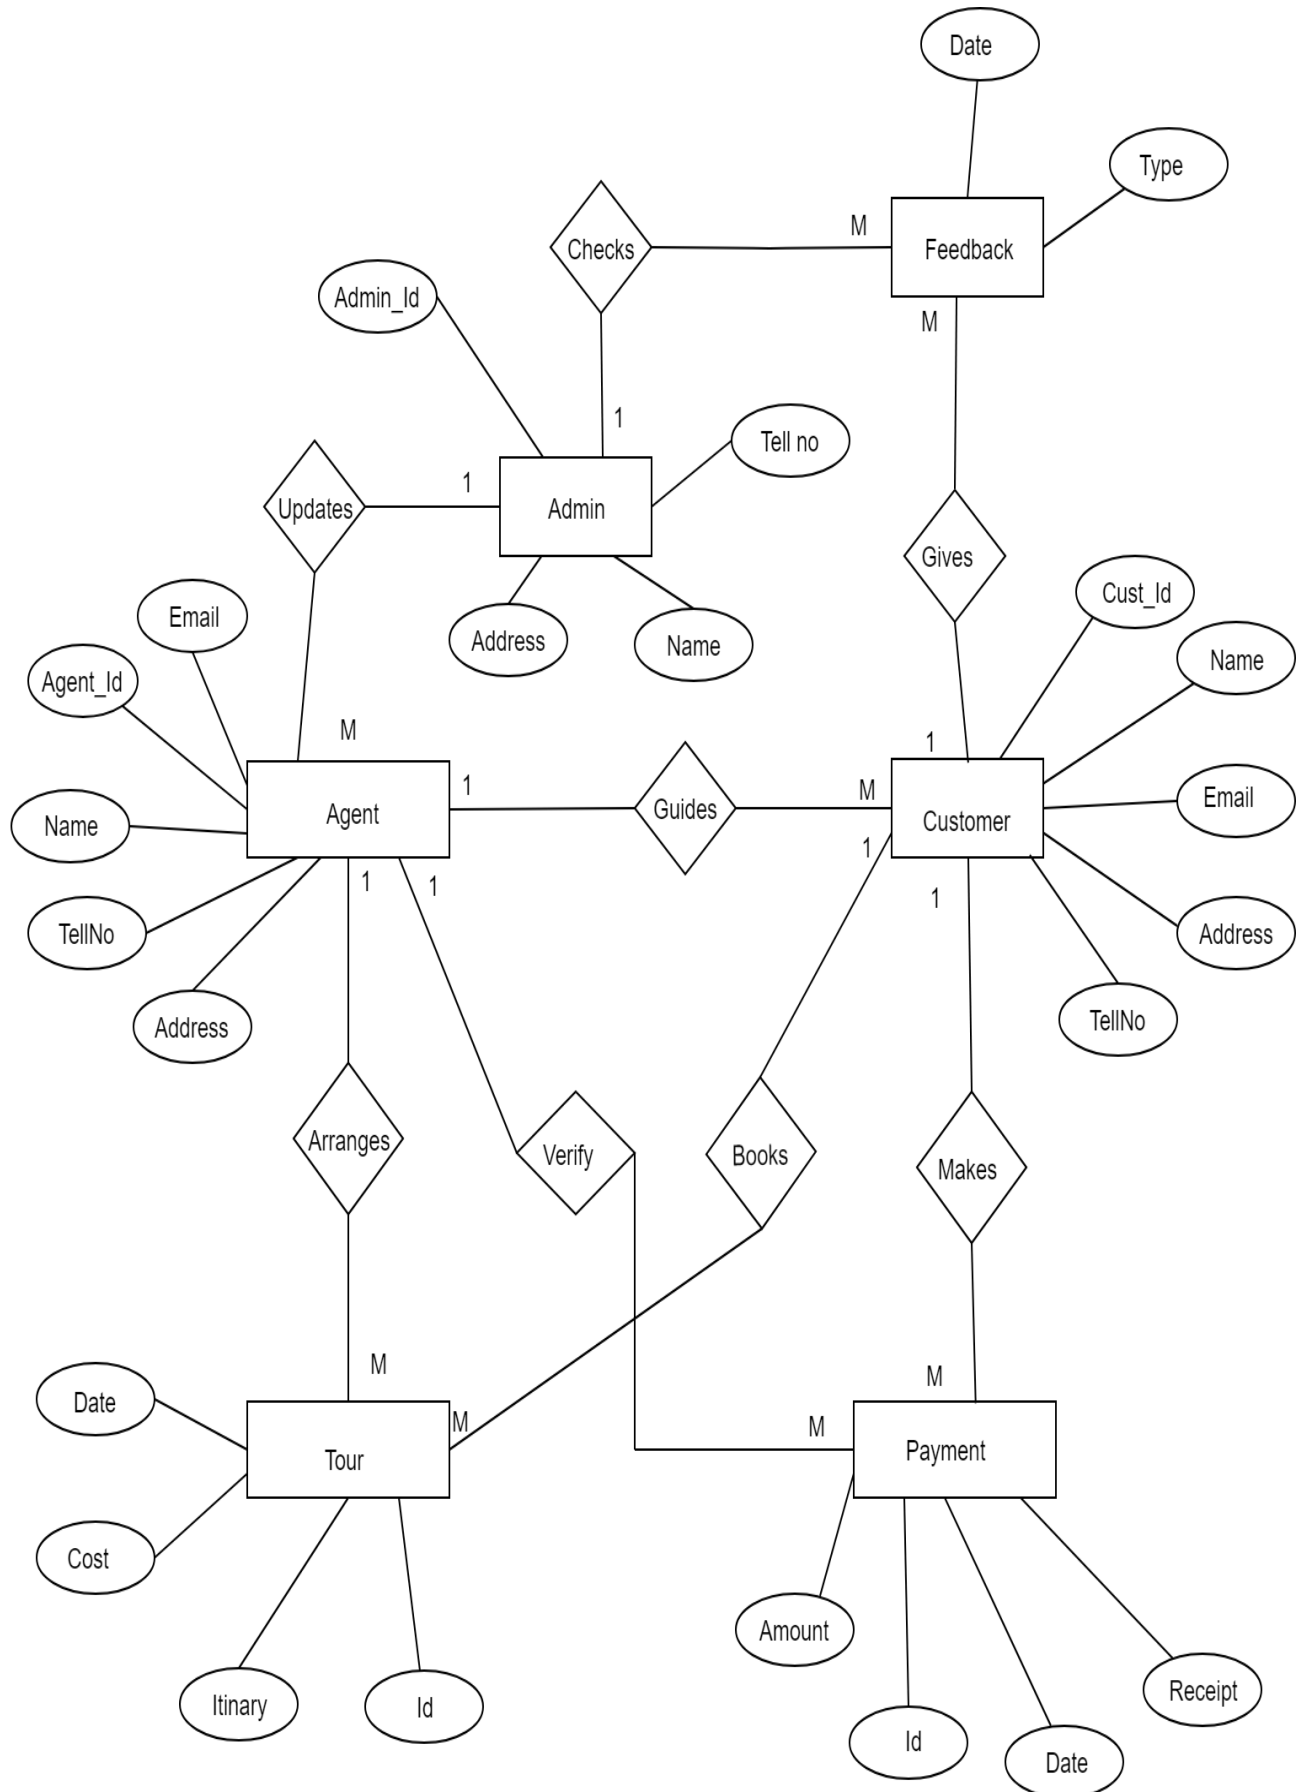 Date
Type
M
Checks
Feedback
Admin_Id
M
1
Tell no
1
Updates
Admin
Gives
Email
Address
Name
Cust_Id
Name
Agent_Id
M
1
1
M
Email
Agent
Guides
Customer
Name
1
1
1
1
TellNo
Address
Address
TellNo
Arranges
Verify
Books
Makes
M
M
Date
M
M
Tour
Payment
Cost
Amount
Itinary
Id
Receipt
Id
Date